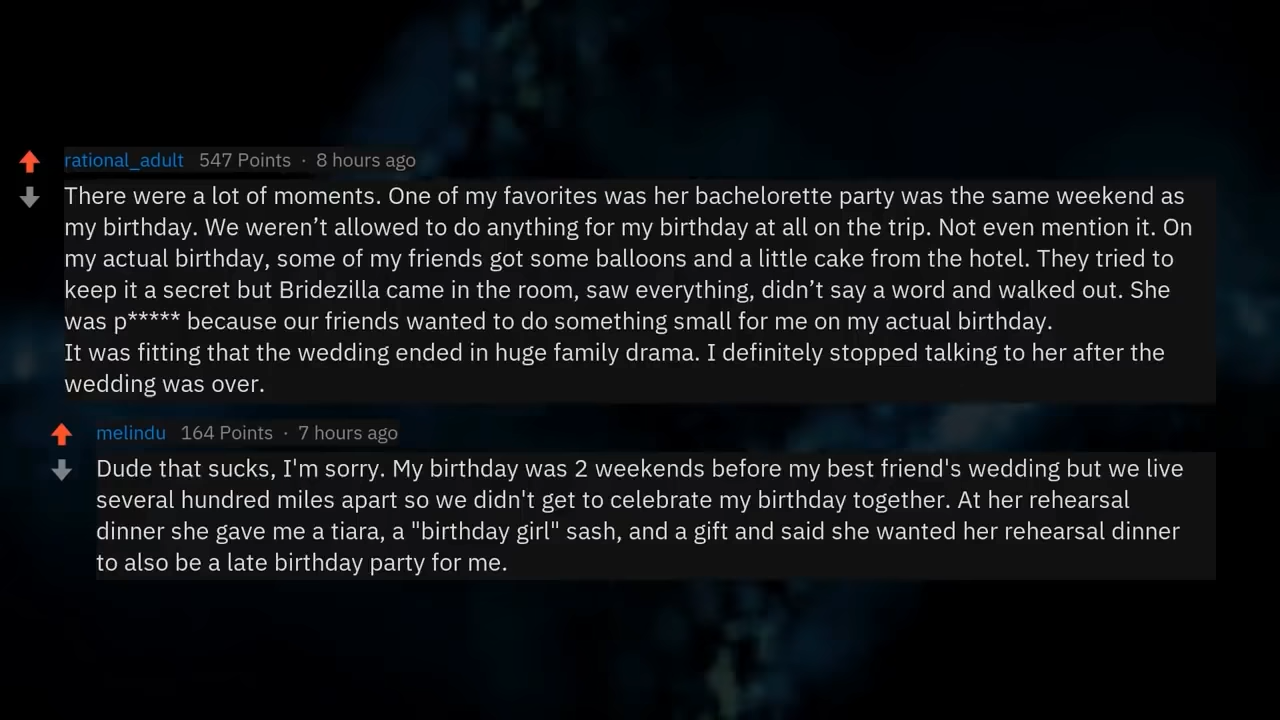 rational_adult 547 Points · 8 hours ago
There were a lot of moments. One of my favorites was her bachelorette party was the same weekend as
my birthday. We weren’t allowed to do anything for my birthday at all on the trip. Not even mention it. On
my actual birthday, some of my friends got some balloons and a little cake from the hotel. They tried to
keep it a secret but Bridezilla came in the room, saw everything, didn’t say a word and walked out. She
was p***** because our friends wanted to do something small for me on my actual birthday.
It was fitting that the wedding ended in huge family drama. I definitely stopped talking to her after the
wedding was over.
melindu 164 Points · 7 hours ago
Dude that sucks, I'm sorry. My birthday was 2 weekends before my best friend's wedding but we live
several hundred miles apart so we didn't get to celebrate my birthday together. At her rehearsal
dinner she gave me a tiara, a "birthday girl" sash, and a gift and said she wanted her rehearsal dinner
to also be a late birthday party for me.